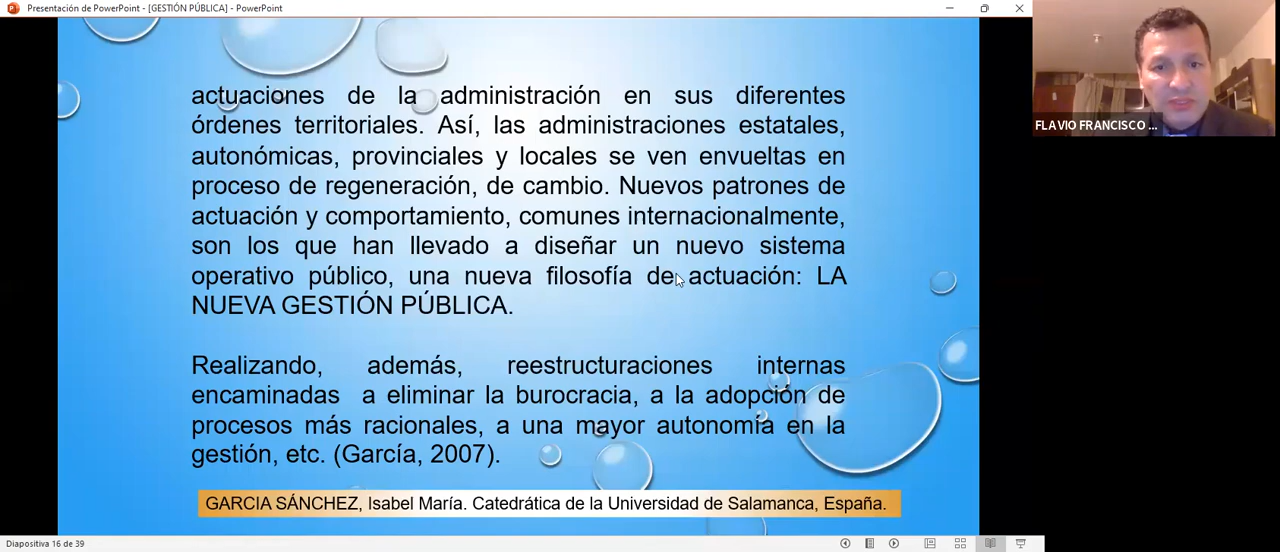 Presentación de PowerPoint - [GESTIÓN PÚBLICA] - PowerPoint
FLAVIO FRANCISCO ...
actuaciones de la administración en sus diferentes
órdenes territoriales. Así, las administraciones estatales,
autonómicas, provinciales y locales se ven envueltas en
proceso de regeneración, de cambio. Nuevos patrones de
actuación y comportamiento, comunes internacionalmente,
son los que han llevado a diseñar un nuevo sistema
operativo público, una nueva filosofía de actuación: LA
NUEVA GESTIÓN PÚBLICA.
Realizando, además, reestructuraciones internas
encaminadas a eliminar la burocracia, a la adopción de
procesos más racionales, a una mayor autonomía en la
gestión, etc. (García, 2007).
GARCIA SÁNCHEZ, Isabel María. Catedrática de la Universidad de Salamanca, España.
Diapositiva 16 de 39